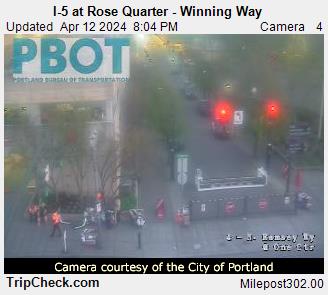 I-5 at Rose Quarter - Winning Way
Updated Apr 12 2024 8:04 PM Camera 4
PBOT
PORTLAND BUREAU OF TRANSPORTATION
Camera courtesy of the City of Portland
TripCheck.com Milepost302.00